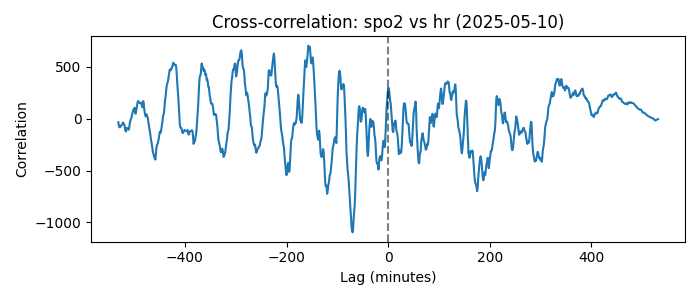 Cross-correlation: spo2 vs hr (2025-05-10)
Correlation
500
0
−500
−1000
−400 −200 0 200 400
Lag (minutes)